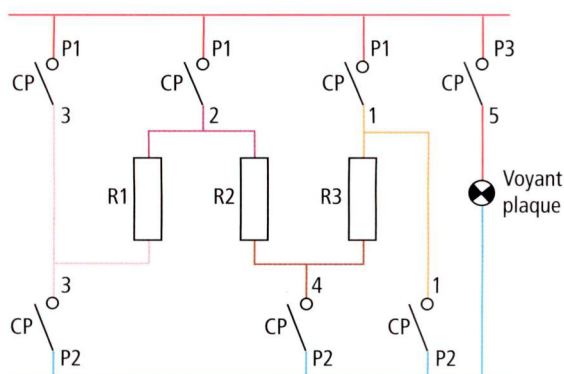 P1 P1 P1 P3
CP CP CP CP
3 2 1 5
R1 R2 R3 Voyant
plaque
3 4 1
CP CP CP
P2 P2 P2